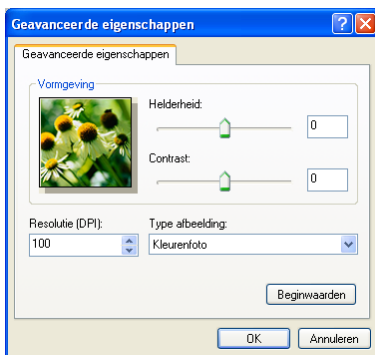 Geavanceerde eigenschappen
Geavanceerde eigenschappen
Vormgeving
Helderheid:
0
Contrast:
0
Resolutie (DPI):
100
Type afbeelding:
Kleurenfoto
Beginwaarden
OK
Annuleren